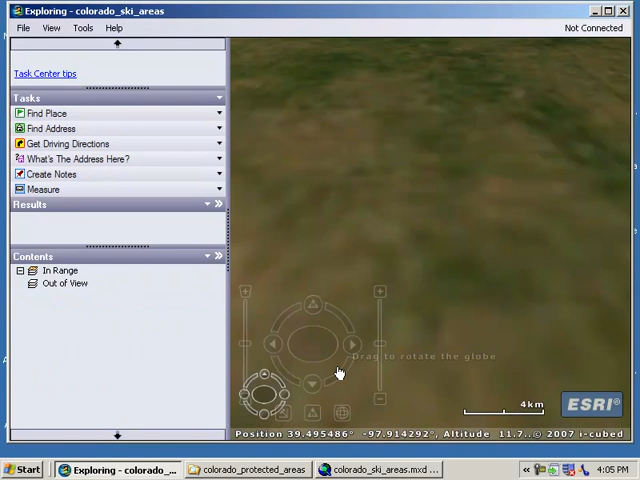 Exploring - colorado_ski_areas
File View Tools Help Not Connected
Task Center tips
Tasks
Find Place
Find Address
Get Driving Directions
What's The Address Here?
Create Notes
Measure
Results
Contents
In Range
Out of View
Drag to rotate the globe
4km
ESRI®
Position 39.495486° -97.914292°, Altitude 11.7..© 2007 i-cubed
Start Exploring - colorado_... colorado_protected_areas colorado_ski_areas.mxd ... « 4:05 PM